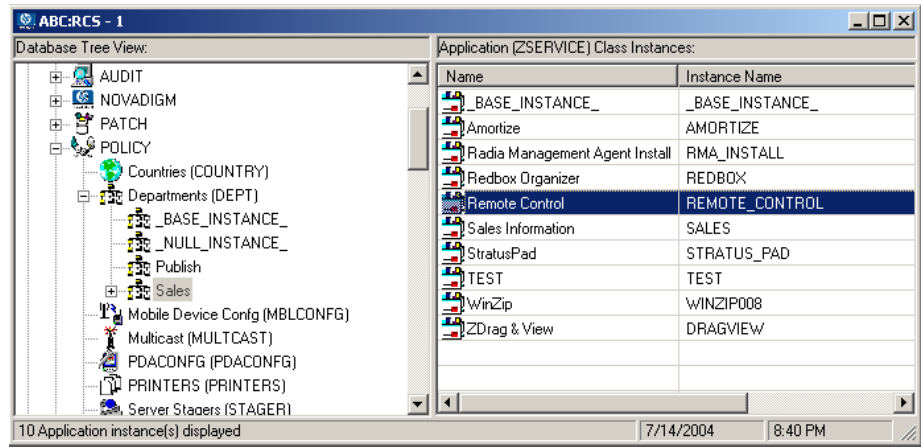 ABC:RCS - 1
Database Tree View:
AUDIT
NOVADIGM
PATCH
POLICY
Countries (COUNTRY)
Departments (DEPT)
_BASE_INSTANCE_
_NULL_INSTANCE_
Publish
Sales
Mobile Device Confg (MBLCONFG)
Multicast (MULTCAST)
PDACONFG (PDACONFG)
PRINTERS (PRINTERS)
Server Stagers (STAGER)
Application (ZSERVICE) Class Instances:
Name Instance Name
_BASE_INSTANCE_ _BASE_INSTANCE_
Amortize AMORTIZE
Radia Management Agent Install RMA_INSTALL
Redbox Organizer REDBOX
Remote Control REMOTE_CONTROL
Sales Information SALES
StratusPad STRATUS_PAD
TEST TEST
WinZip WINZIP008
ZDrag & View DRAGVIEW
10 Application instance(s) displayed 7/14/2004 8:40 PM